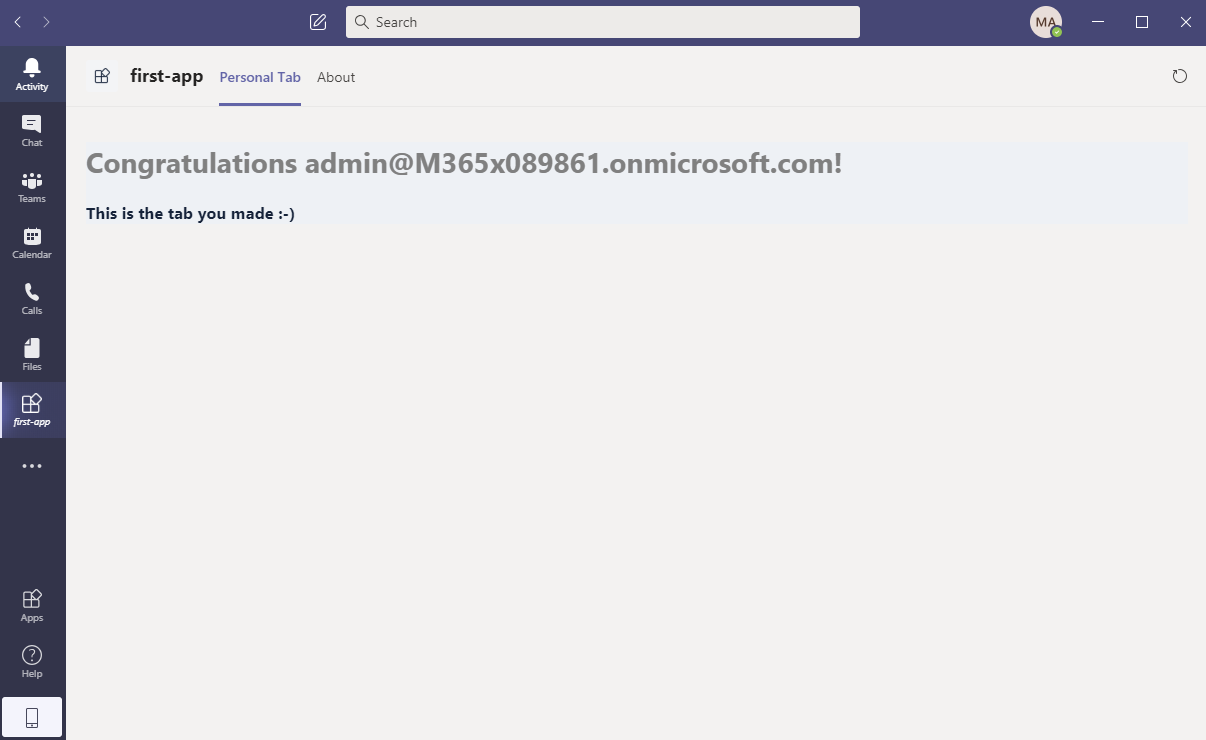 Search
MA
Activity
Chat
Teams
Calendar
Calls
Files
first-app
Apps
Help
first-app Personal Tab About
Congratulations admin@M365x089861.onmicrosoft.com!
This is the tab you made :-)